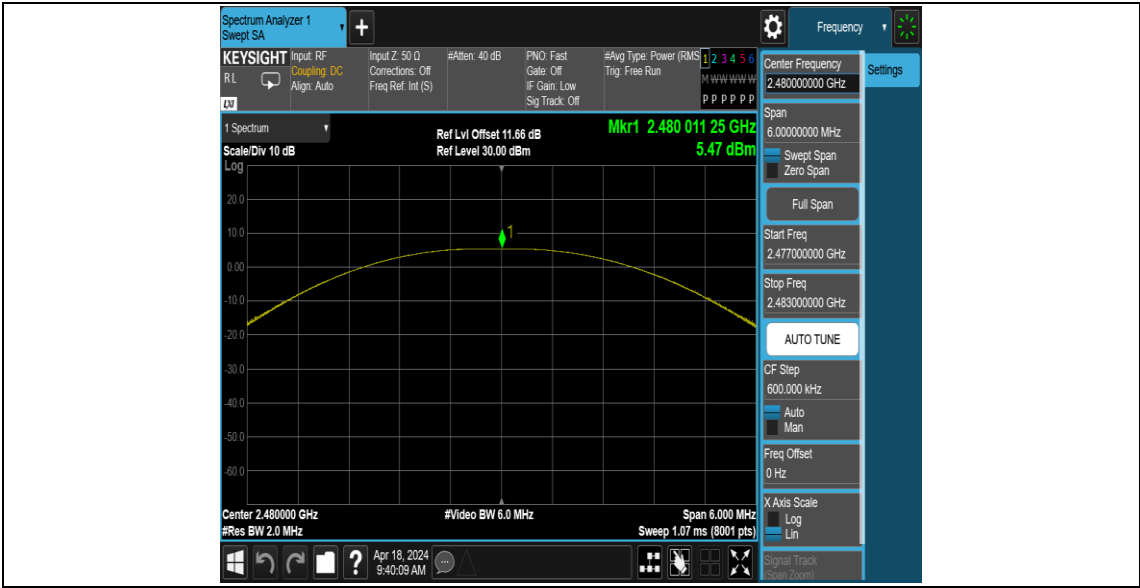 Spectrum Analyzer 1
Swept SA
+
Frequency
KEYSIGHT
R L
LXI
Input: RF
Coupling: DC
Align: Auto
Input Z: 50 Ω
Corrections: Off
Freq Ref: Int (S)
#Atten: 40 dB
PNO: Fast
Gate: Off
IF Gain: Low
Sig Track: Off
#Avg Type: Power (RMS
Trig: Free Run
1 2 3 4 5 6
M W W W W W
P P P P P P
1 Spectrum
Scale/Div 10 dB
Log
Ref Lvl Offset 11.66 dB
Ref Level 30.00 dBm
Mkr1 2.480 011 25 GHz
5.47 dBm
1
20.0
10.0
0.00
-10.0
-20.0
-30.0
-40.0
-50.0
-60.0
Center 2.480000 GHz
#Res BW 2.0 MHz
#Video BW 6.0 MHz
Span 6.000 MHz
Sweep 1.07 ms (8001 pts)
Center Frequency
2.480000000 GHz
Settings
Span
6.00000000 MHz
Swept Span
Zero Span
Full Span
Start Freq
2.477000000 GHz
Stop Freq
2.483000000 GHz
AUTO TUNE
CF Step
600.000 kHz
Auto
Man
Freq Offset
0 Hz
X Axis Scale
Log
Lin
Signal Track
(Span Zoom)
?
Apr 18, 2024
9:40:09 AM